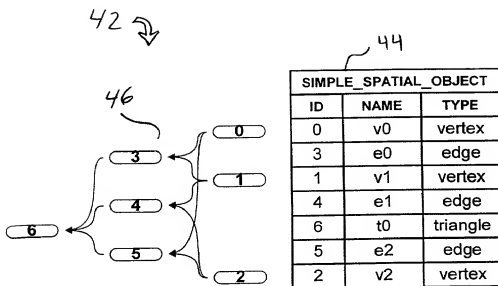 42
44
46
0
3
1
4
6
5
2
SIMPLE_SPATIAL_OBJECT
ID NAME TYPE
0 v0 vertex
3 e0 edge
1 v1 vertex
4 e1 edge
6 t0 triangle
5 e2 edge
2 v2 vertex